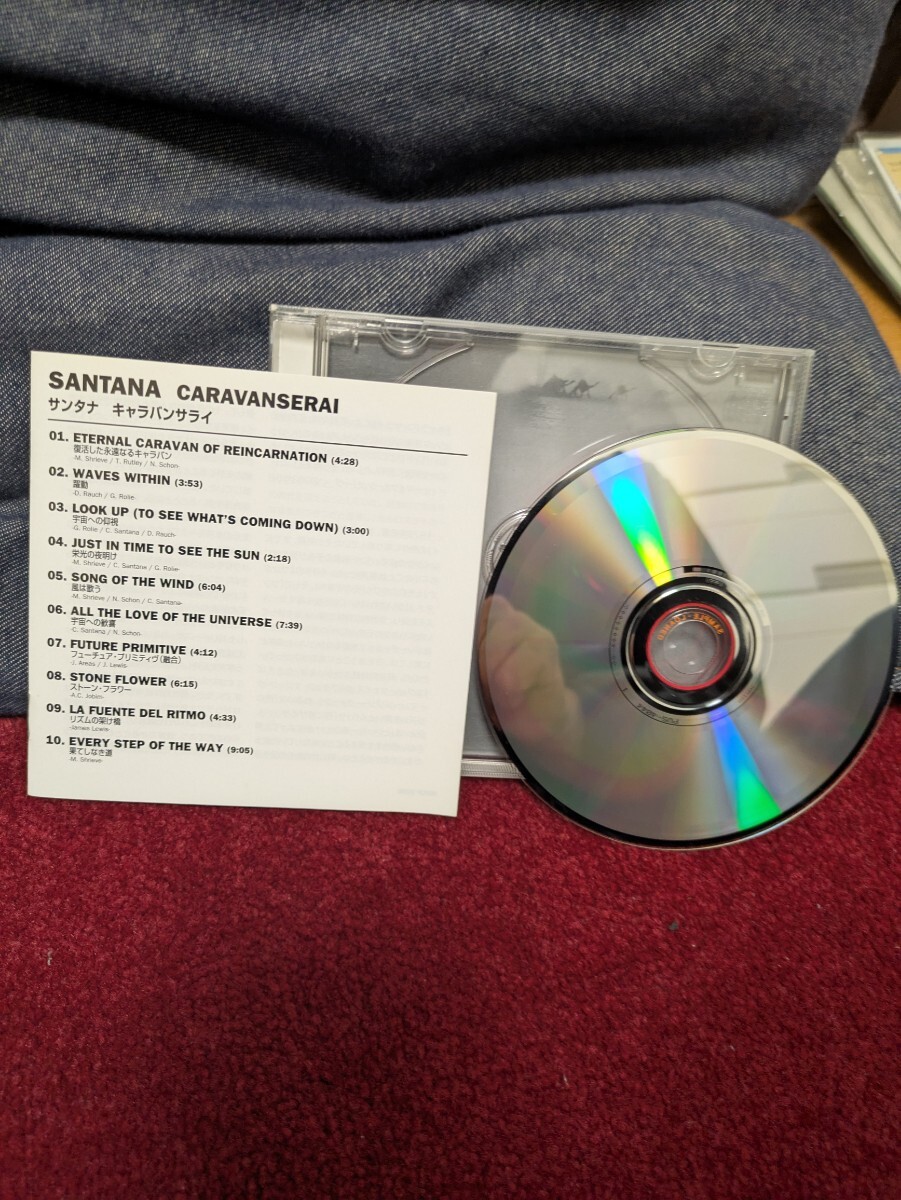 SANTANA CARAVANSERAI
サンタナ キャラバンサライ
01. ETERNAL CARAVAN OF REINCARNATION (4:28)
復活した永遠なるキャラバン
-M. Shrieve / T. Rutley / N. Schon-
02. WAVES WITHIN (3:53)
躍動
-D. Rauch / G. Rolie-
03. LOOK UP (TO SEE WHAT'S COMING DOWN) (3:00)
宇宙への仰視
-G. Rolie / C. Santana / D. Rauch-
04. JUST IN TIME TO SEE THE SUN (2:18)
栄光の夜明け
-M. Shrieve / C. Santana / G. Rolie-
05. SONG OF THE WIND (6:04)
風は歌う
-M. Shrieve / N. Schon / C. Santana-
06. ALL THE LOVE OF THE UNIVERSE (7:39)
宇宙への歓喜
-C. Santana / N. Schon-
07. FUTURE PRIMITIVE (4:12)
フューチュア・プリミティヴ(融合)
-J. Areas / J. Lewis-
08. STONE FLOWER (6:15)
ストーン・フラワー
-A.C. Jobim-
09. LA FUENTE DEL RITMO (4:33)
リズムの架け橋
-James Lewis-
10. EVERY STEP OF THE WAY (9:05)
果てしなき道
-M. Shrieve-